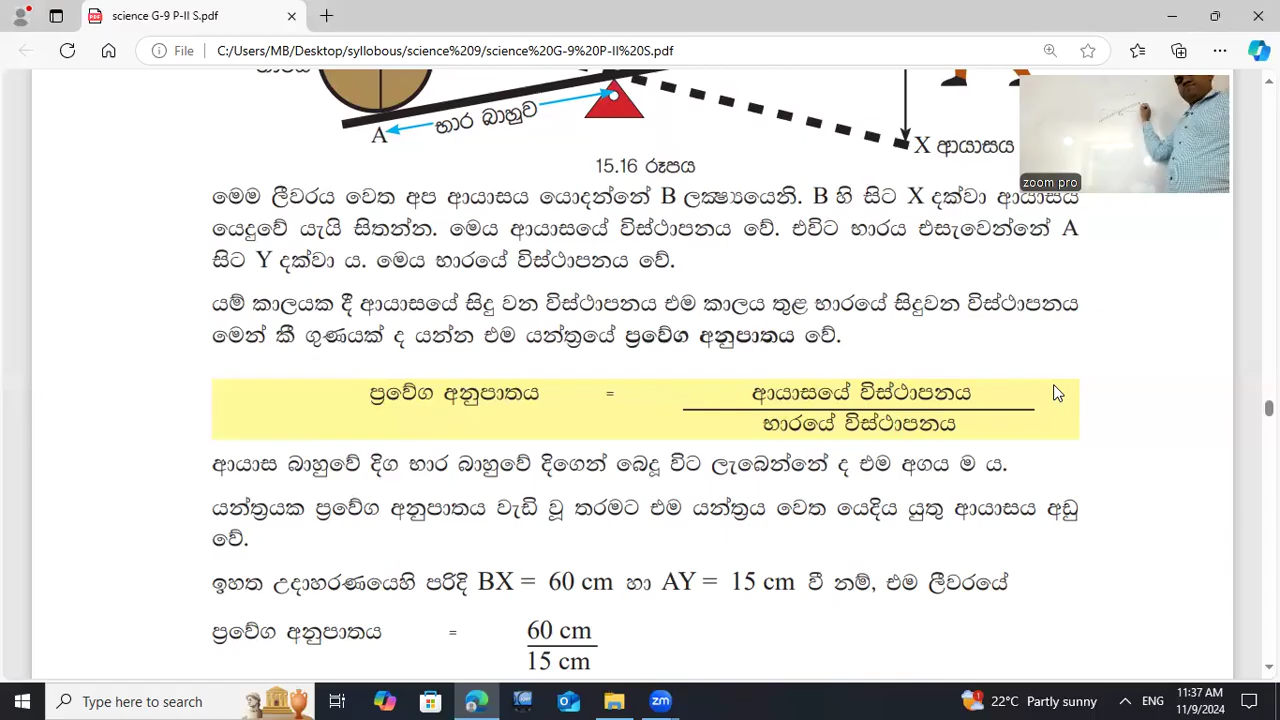 science G-9 P-II S.pdf
File
C:/Users/MB/Desktop/syllobous/science%209/science%20G-9%20P-II%20S.pdf
භාර බාහුව
A
X ආයාසය
zoom pro
15.16 රූපය
මෙම ලීවරය වෙත අප ආයාසය යොදන්නේ B ලක්‍ෂ්‍යයෙනි. B හි සිට X දක්වා ආයාසය
යෙදුවේ යැයි සිතන්න. මෙය ආයාසයේ විස්ථාපනය වේ. එවිට භාරය එසැවෙන්නේ A
සිට Y දක්වා ය. මෙය භාරයේ විස්ථාපනය වේ.
යම් කාලයක දී ආයාසයේ සිදු වන විස්ථාපනය එම කාලය තුළ භාරයේ සිදුවන විස්ථාපනය
මෙන් කී ගුණයක් ද යන්න එම යන්ත්‍රයේ ප්‍රවේග අනුපාතය වේ.
ප්‍රවේග අනුපාතය = ආයාසයේ විස්ථාපනය
භාරයේ විස්ථාපනය
ආයාස බාහුවේ දිග භාර බාහුවේ දිගෙන් බෙදූ විට ලැබෙන්නේ ද එම අගය ම ය.
යන්ත්‍රයක ප්‍රවේග අනුපාතය වැඩි වූ තරමට එම යන්ත්‍රය වෙත යෙදිය යුතු ආයාසය අඩු
වේ.
ඉහත උදාහරණයෙහි පරිදි BX = 60 cm හා AY = 15 cm වී නම්, එම ලීවරයේ
ප්‍රවේග අනුපාතය = 60 cm
15 cm
Type here to search
22°C Partly sunny
ENG
11:37 AM
11/9/2024